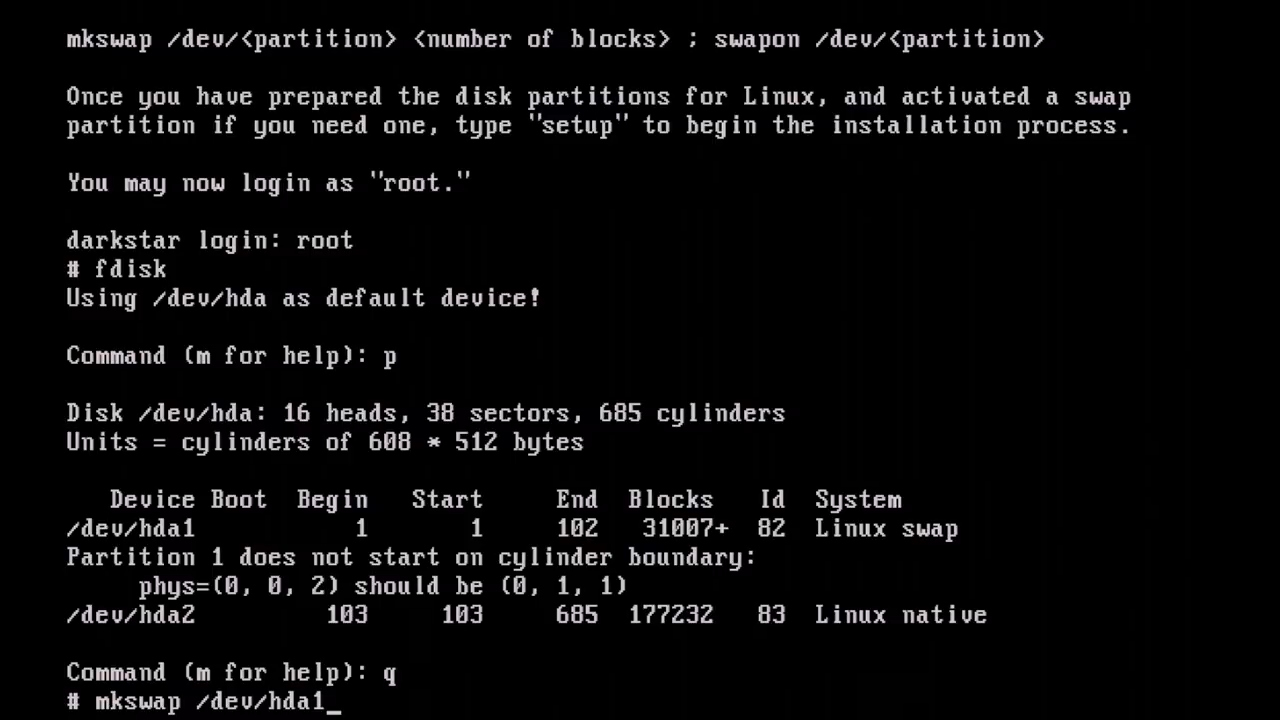 mkswap /dev/<partition> <number of blocks> ; swapon /dev/<partition>
Once you have prepared the disk partitions for Linux, and activated a swap
partition if you need one, type "setup" to begin the installation process.
You may now login as "root."
darkstar login: root
# fdisk
Using /dev/hda as default device!
Command (m for help): p
Disk /dev/hda: 16 heads, 38 sectors, 685 cylinders
Units = cylinders of 608 * 512 bytes
Device Boot Begin Start End Blocks Id System
/dev/hda1 1 1 102 31007+ 82 Linux swap
Partition 1 does not start on cylinder boundary:
phys=(0, 0, 2) should be (0, 1, 1)
/dev/hda2 103 103 685 177232 83 Linux native
Command (m for help): q
# mkswap /dev/hda1_